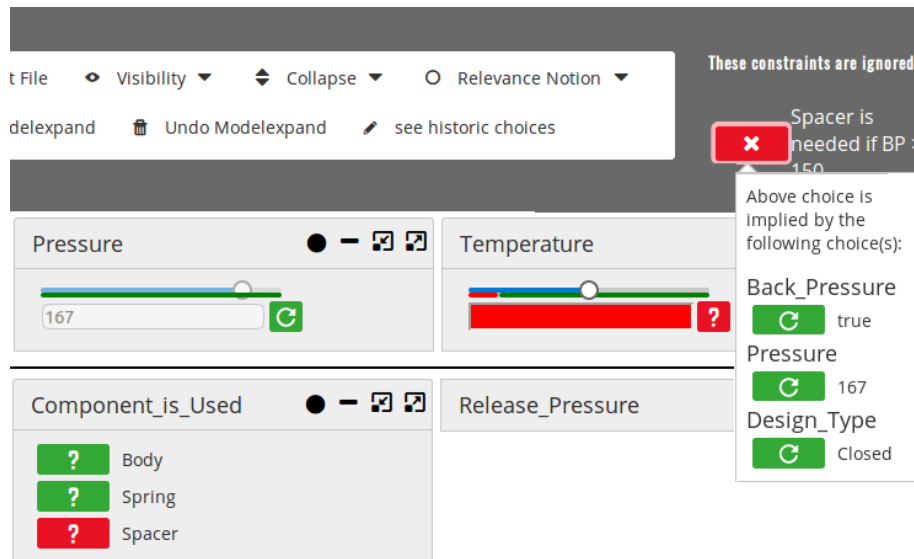 t File Visibility Collapse Relevance Notion
delexpand Undo Modelexpand see historic choices
These constraints are ignored
Spacer is
needed if BP >
150
Above choice is
implied by the
following choice(s):
Back_Pressure
true
Pressure
167
Design_Type
Closed
Pressure
167
Temperature
?
Component_is_Used
? Body
? Spring
? Spacer
Release_Pressure